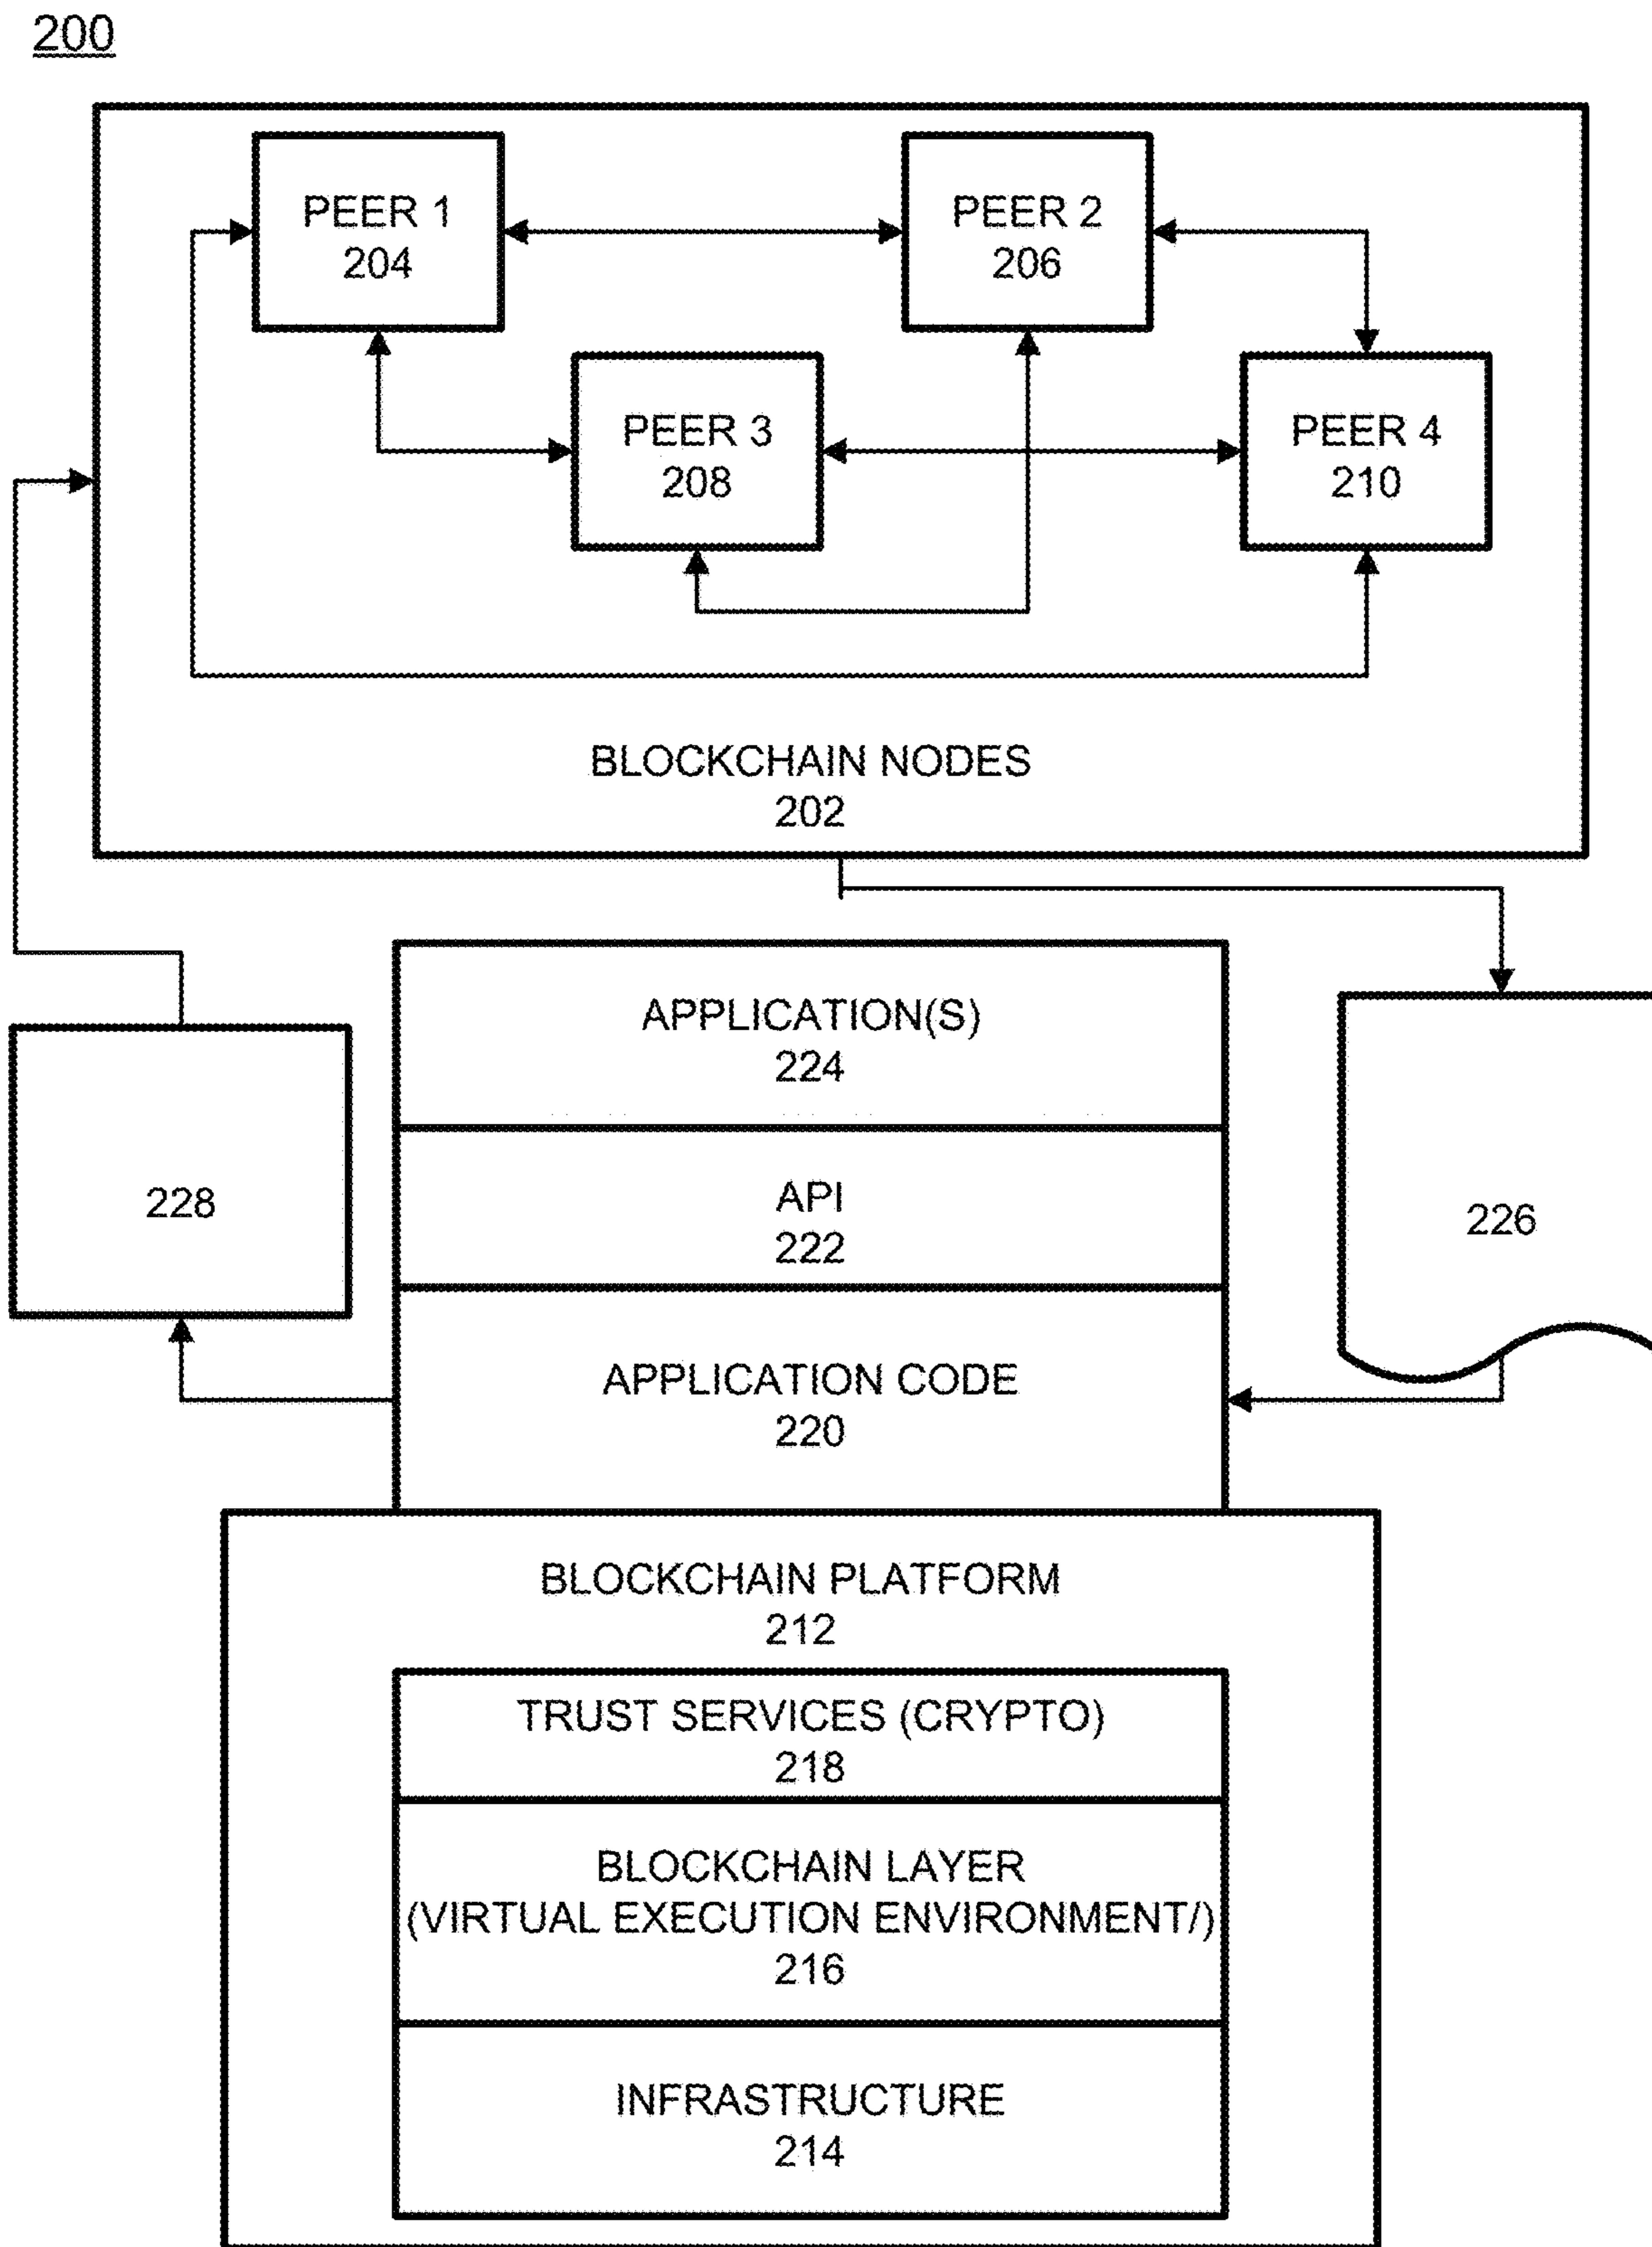 200
PEER 1
204
PEER 2
206
PEER 3
208
PEER 4
210
BLOCKCHAIN NODES
202
APPLICATION(S)
224
API
222
228
226
APPLICATION CODE
220
BLOCKCHAIN PLATFORM
212
TRUST SERVICES (CRYPTO)
218
BLOCKCHAIN LAYER
(VIRTUAL EXECUTION ENVIRONMENT/)
216
INFRASTRUCTURE
214